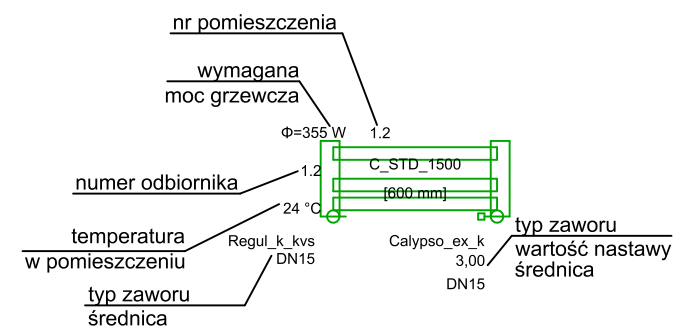 nr pomieszczenia
wymagana
moc grzewcza
Φ=355 W
1.2
C_STD_1500
1.2
numer odbiornika
[600 mm]
24 °C
temperatura
w pomieszczeniu
Regul_k_kvs
DN15
Calypso_ex_k
3,00
DN15
typ zaworu
wartość nastawy
średnica
typ zaworu
średnica